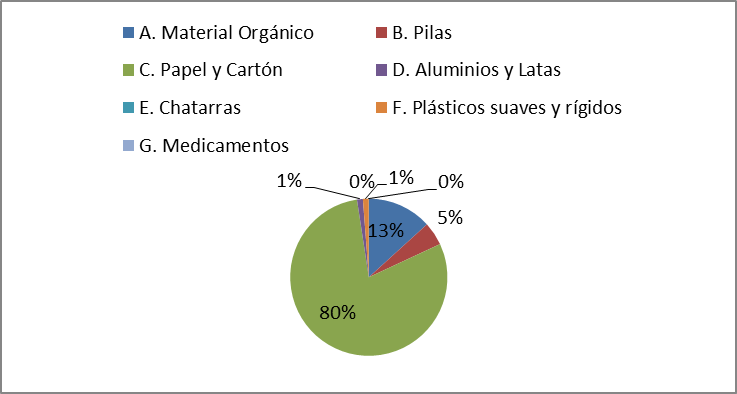 A. Material Orgánico
B. Pilas
C. Papel y Cartón
D. Aluminios y Latas
E. Chatarras
F. Plásticos suaves y rígidos
G. Medicamentos
1%
0%
1%
0%
13%
5%
80%